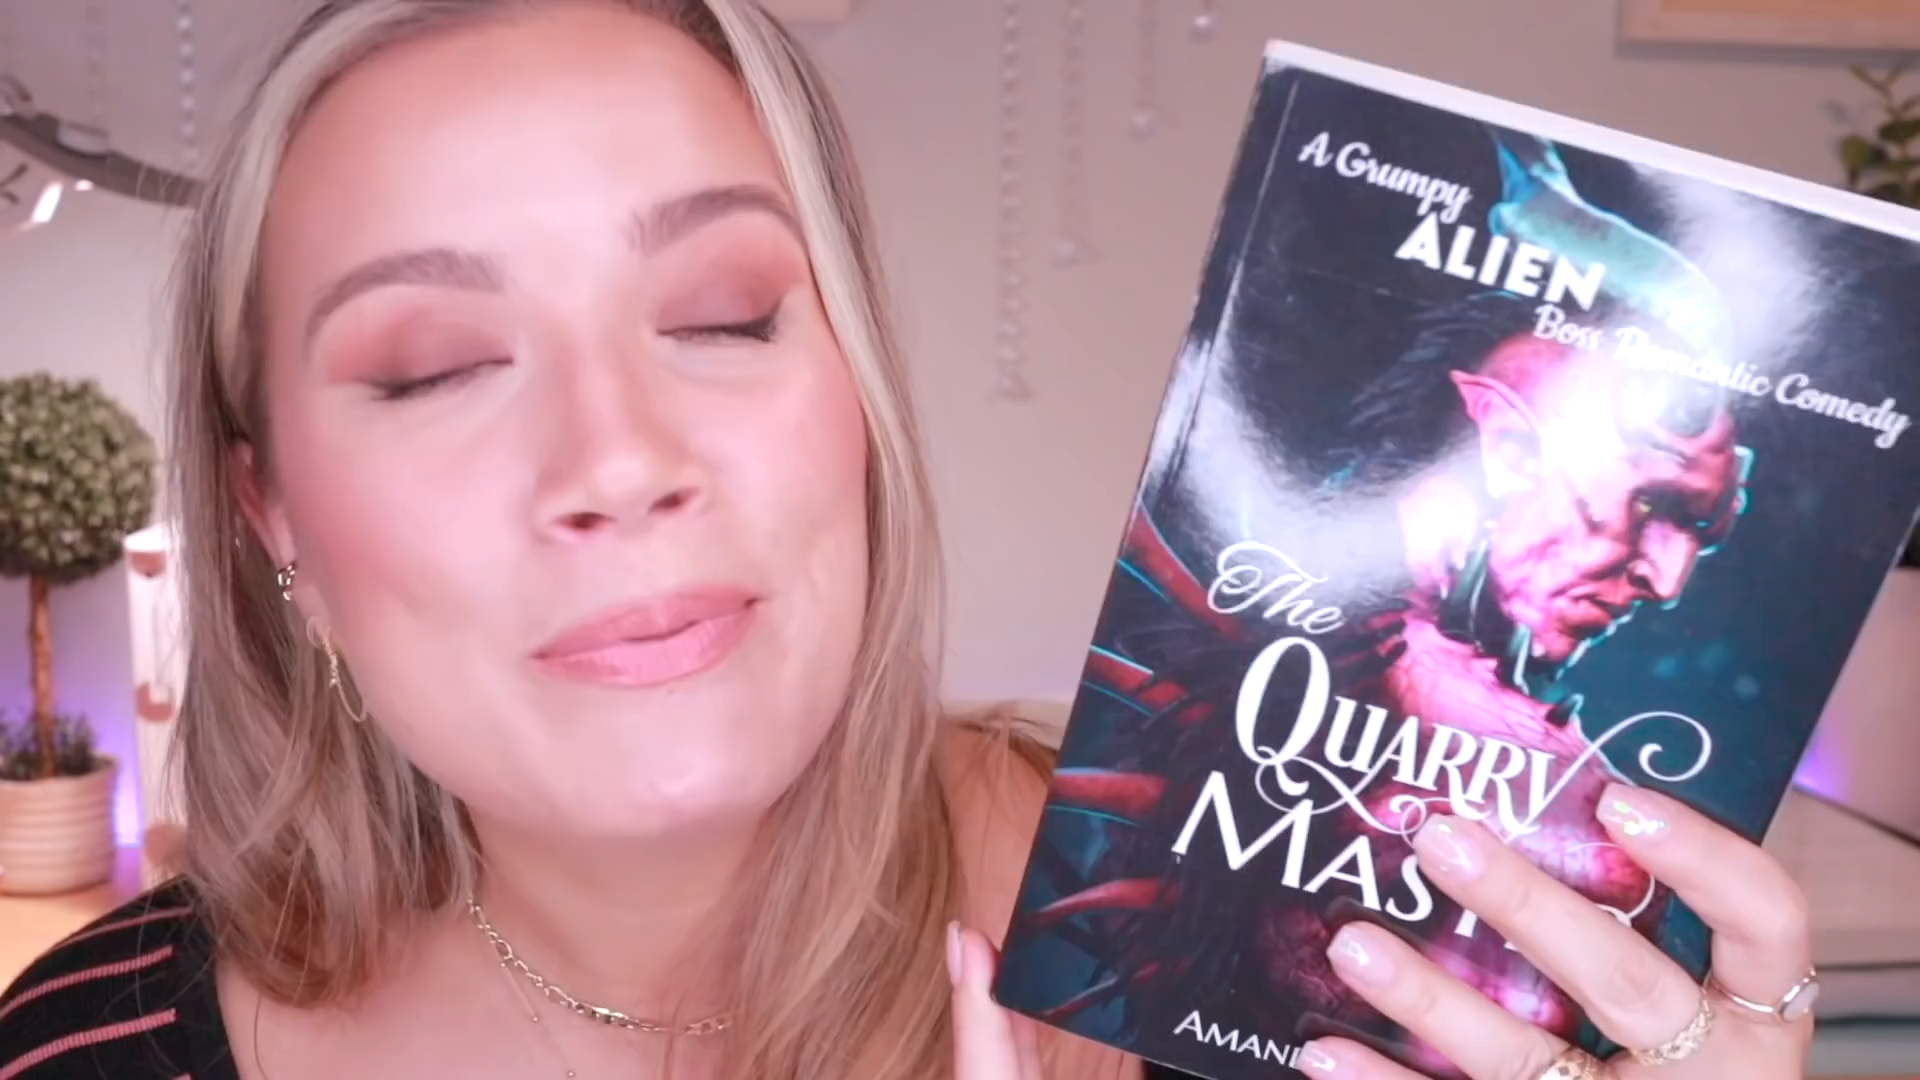 A Grumpy
ALIEN
Boss Romantic Comedy
The
QUARRY
MAS
AMAN